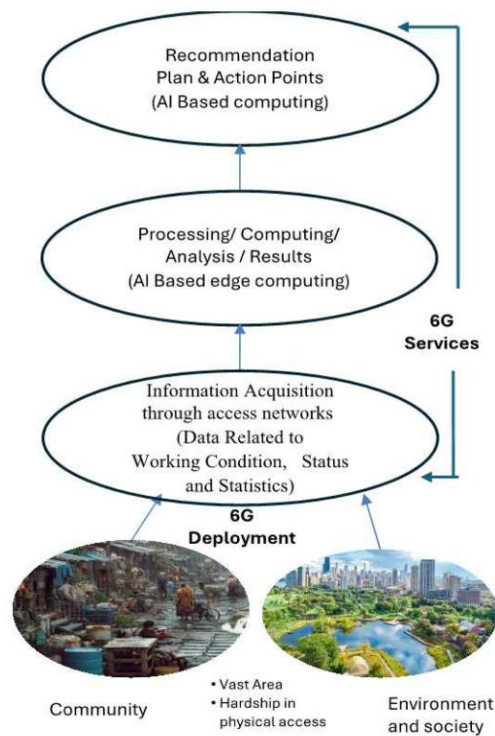 Recommendation
Plan & Action Points
(AI Based computing)
Processing/ Computing/
Analysis / Results
(AI Based edge computing)
6G
Services
Information Acquisition
through access networks
(Data Related to
Working Condition, Status
and Statistics)
6G
Deployment
Community
• Vast Area
• Hardship in
physical access
Environment
and society